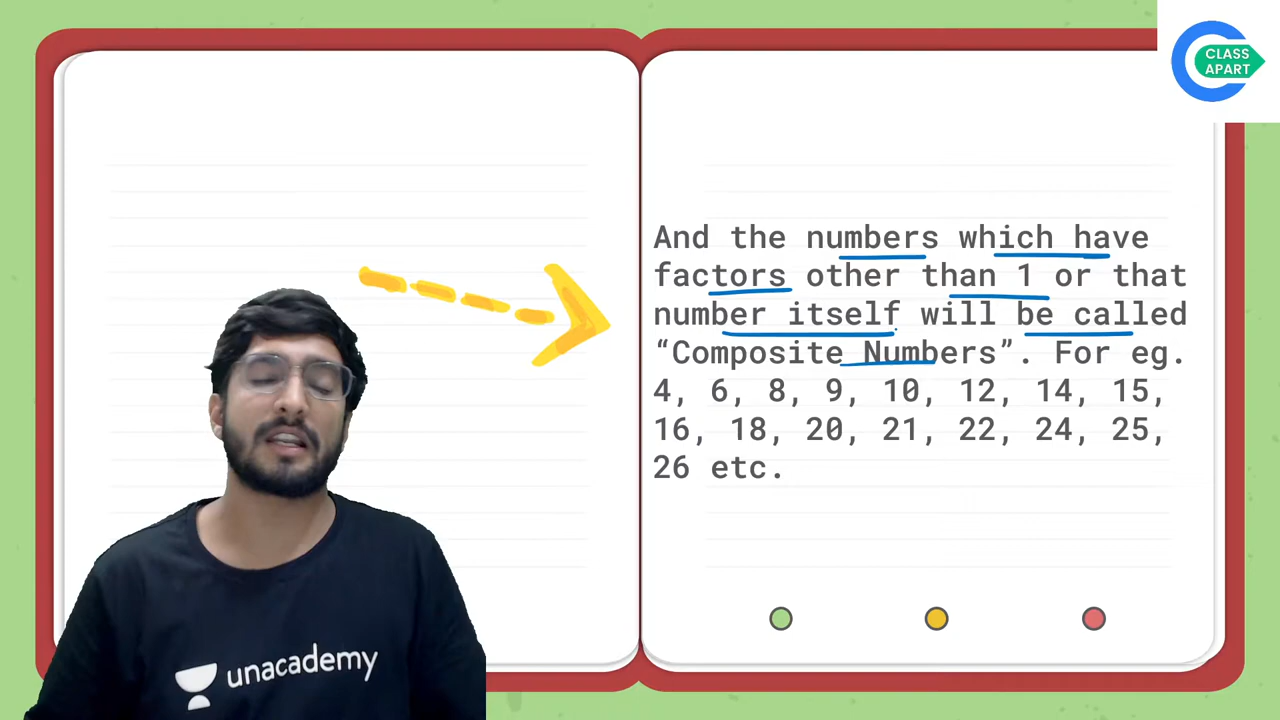 CLASS
APART
And the numbers which have
factors other than 1 or that
number itself will be called
“Composite Numbers”. For eg.
4, 6, 8, 9, 10, 12, 14, 15,
16, 18, 20, 21, 22, 24, 25,
26 etc.
unacademy